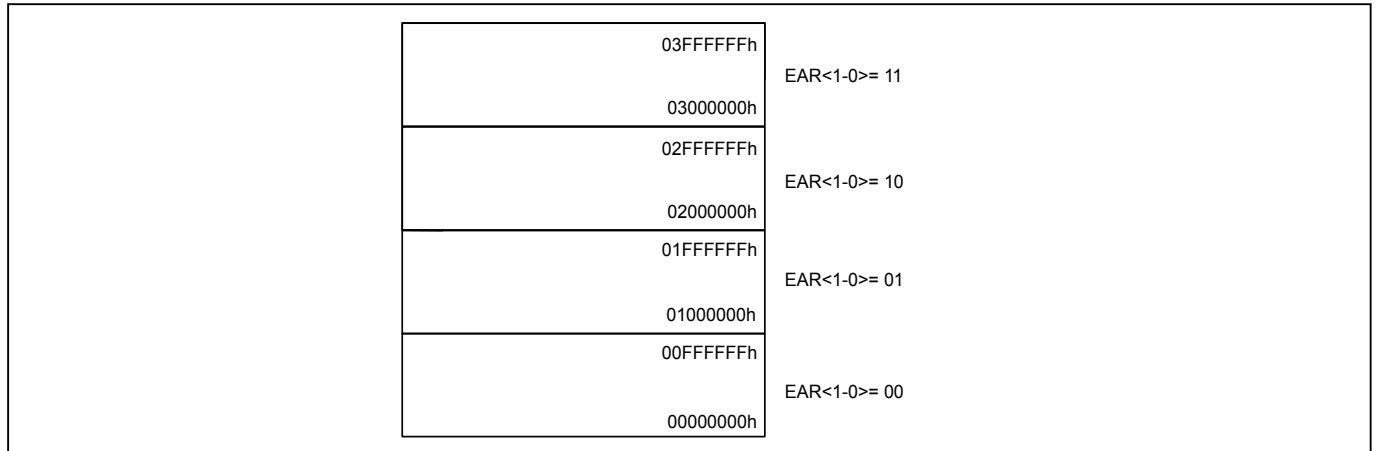 03FFFFFFh
EAR<1-0>= 11
03000000h
02FFFFFFh
EAR<1-0>= 10
02000000h
01FFFFFFh
EAR<1-0>= 01
01000000h
00FFFFFFh
EAR<1-0>= 00
00000000h